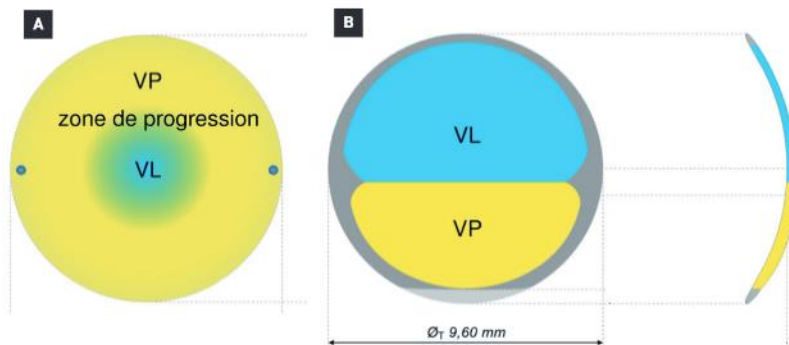 A
VP
zone de progression
VL
B
VL
VP
Ø_T 9,60 mm